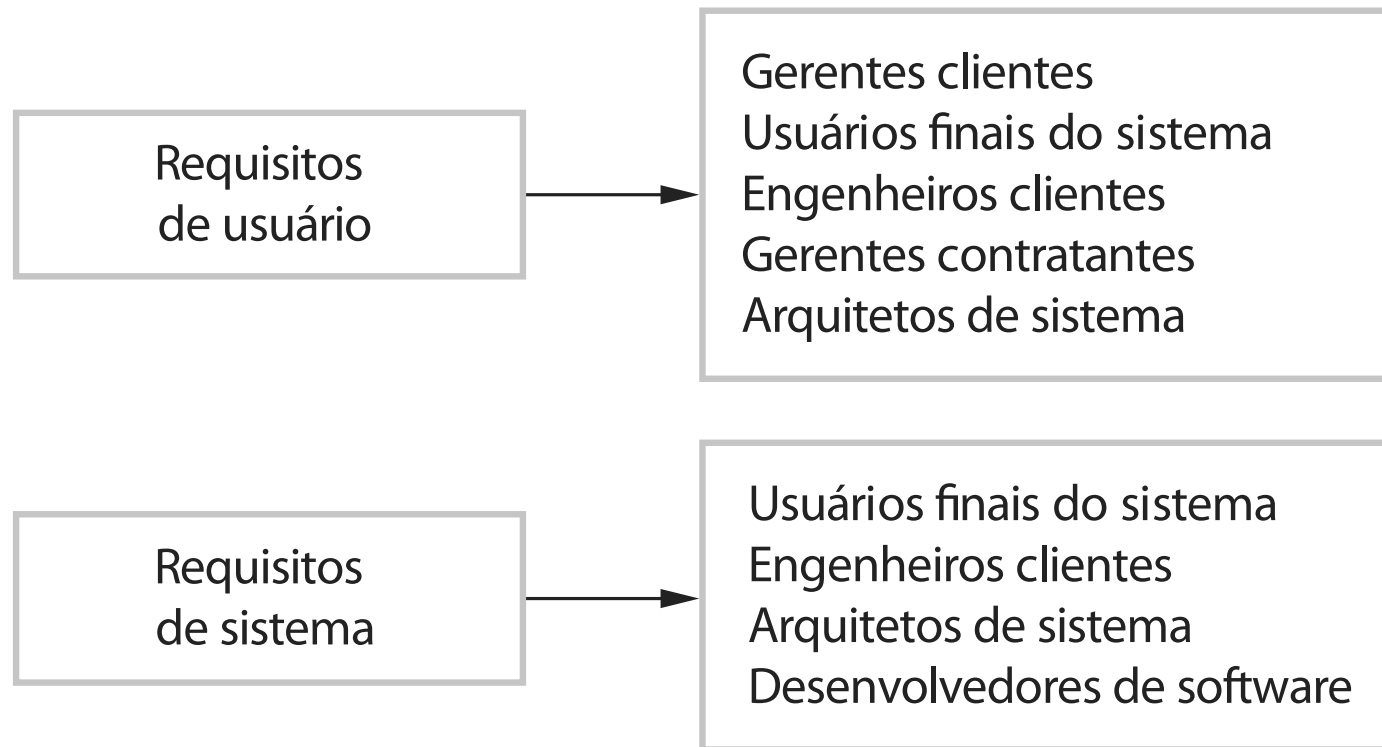 Requisitos
de usuário
Gerentes clientes
Usuários finais do sistema
Engenheiros clientes
Gerentes contratantes
Arquitetos de sistema
Requisitos
de sistema
Usuários finais do sistema
Engenheiros clientes
Arquitetos de sistema
Desenvolvedores de software